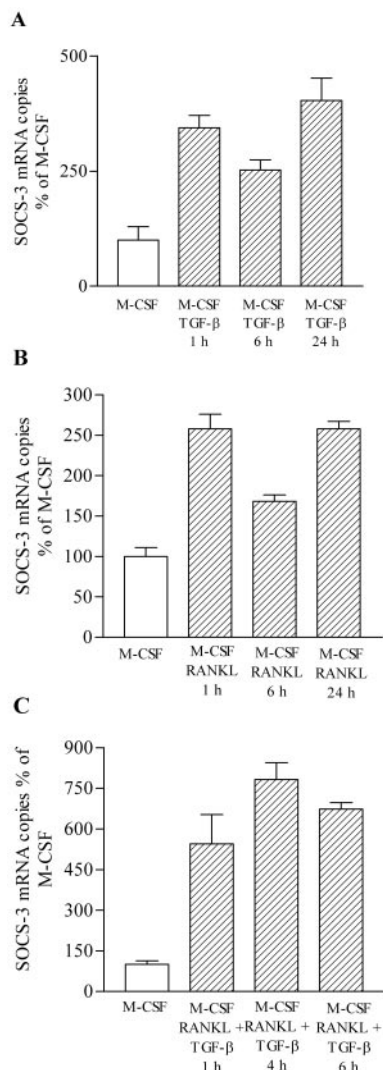 A
SOCS-3 mRNA copies
% of M-CSF
500
250
0
M-CSF M-CSF M-CSF M-CSF
TGF-β TGF-β TGF-β
1 h 6 h 24 h
B
SOCS-3 mRNA copies
% of M-CSF
300
250
200
150
100
50
0
M-CSF M-CSF M-CSF M-CSF
RANKL RANKL RANKL
1 h 6 h 24 h
C
SOCS-3 mRNA copies % of
M-CSF
900
750
600
450
300
150
0
M-CSF M-CSF M-CSF M-CSF
RANKL + RANKL + RANKL +
TGF-β TGF-β TGF-β
1 h 4 h 6 h